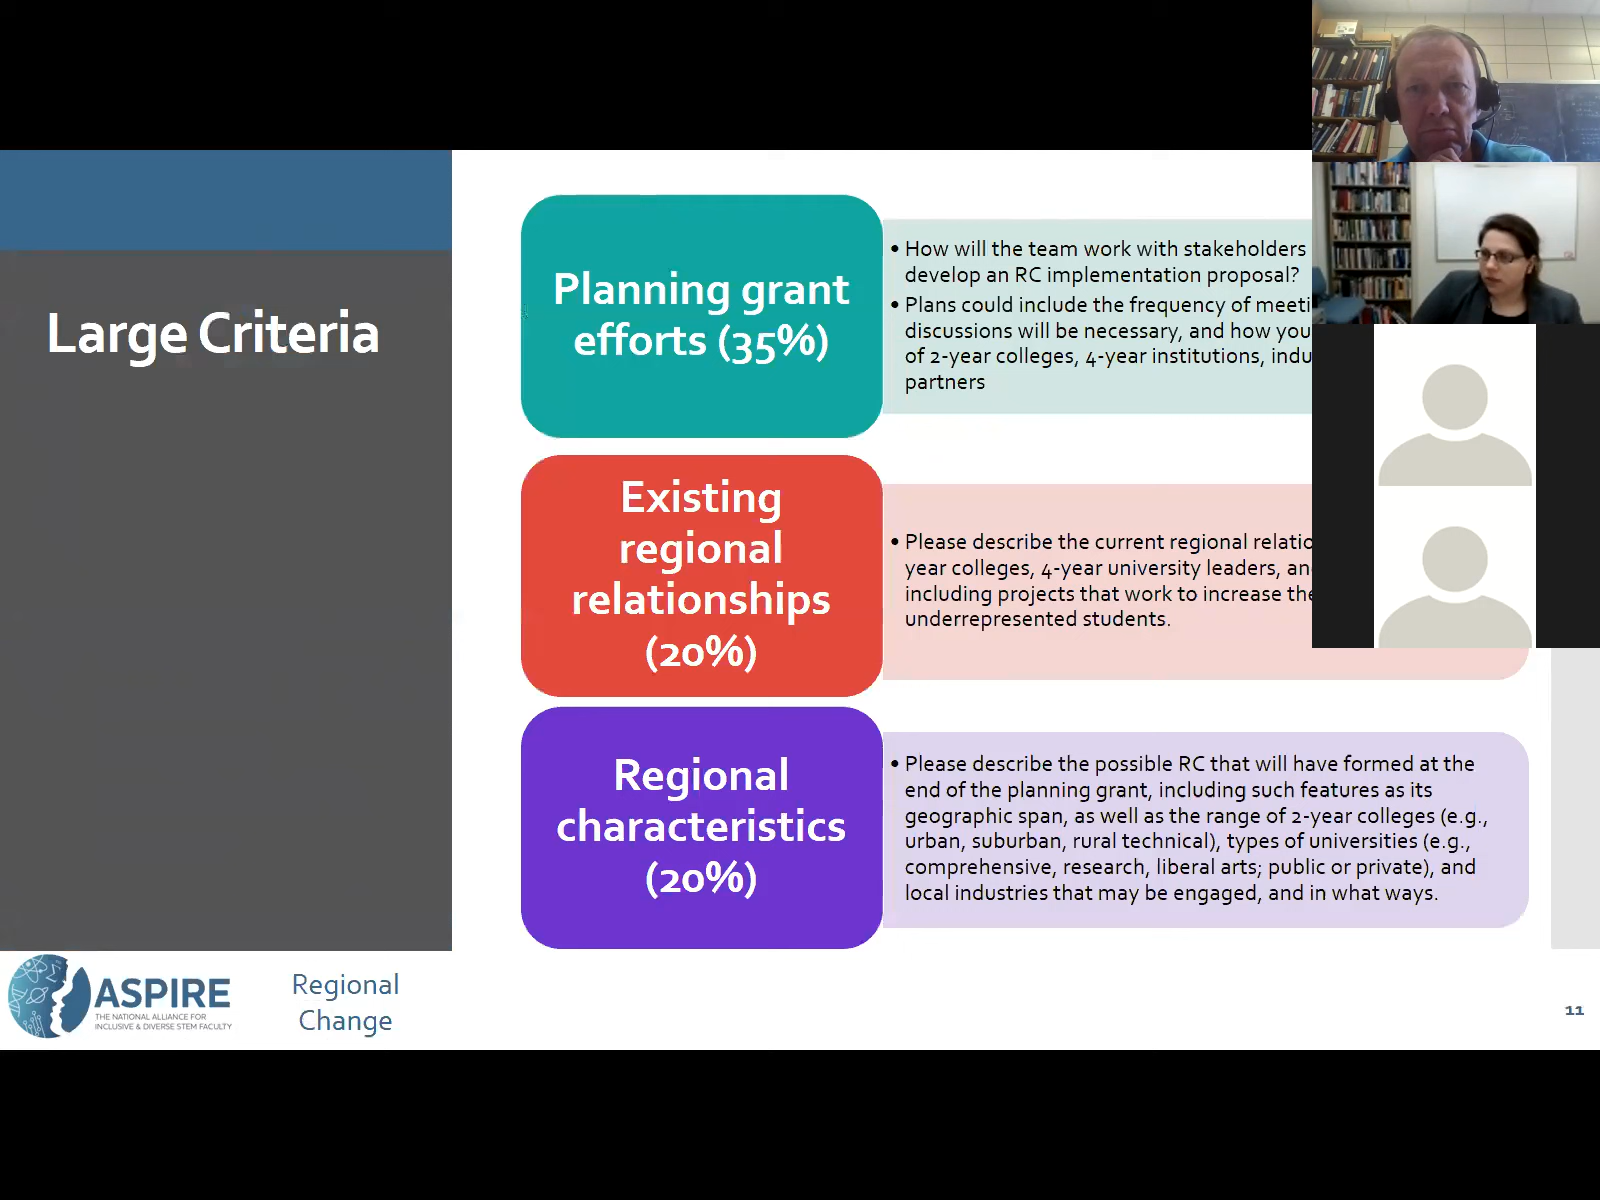 Large Criteria
Planning grant
efforts (35%)
• How will the team work with stakeholders
develop an RC implementation proposal?
• Plans could include the frequency of
discussions will be necessary, and how you
of 2-year colleges, 4-year institutions,
partners
Existing
regional
relationships
(20%)
• Please describe the current regional
year colleges, 4-year university leaders,
including projects that work to increase the
underrepresented students.
Regional
characteristics
(20%)
• Please describe the possible RC that will have formed at the
end of the planning grant, including such features as its
geographic span, as well as the range of 2-year colleges (e.g.,
urban, suburban, rural technical), types of universities (e.g.,
comprehensive, research, liberal arts; public or private), and
local industries that may be engaged, and in what ways.
ASPIRE
THE NATIONAL ALLIANCE FOR
INCLUSIVE & DIVERSE STEM FACULTY
Regional
Change
11